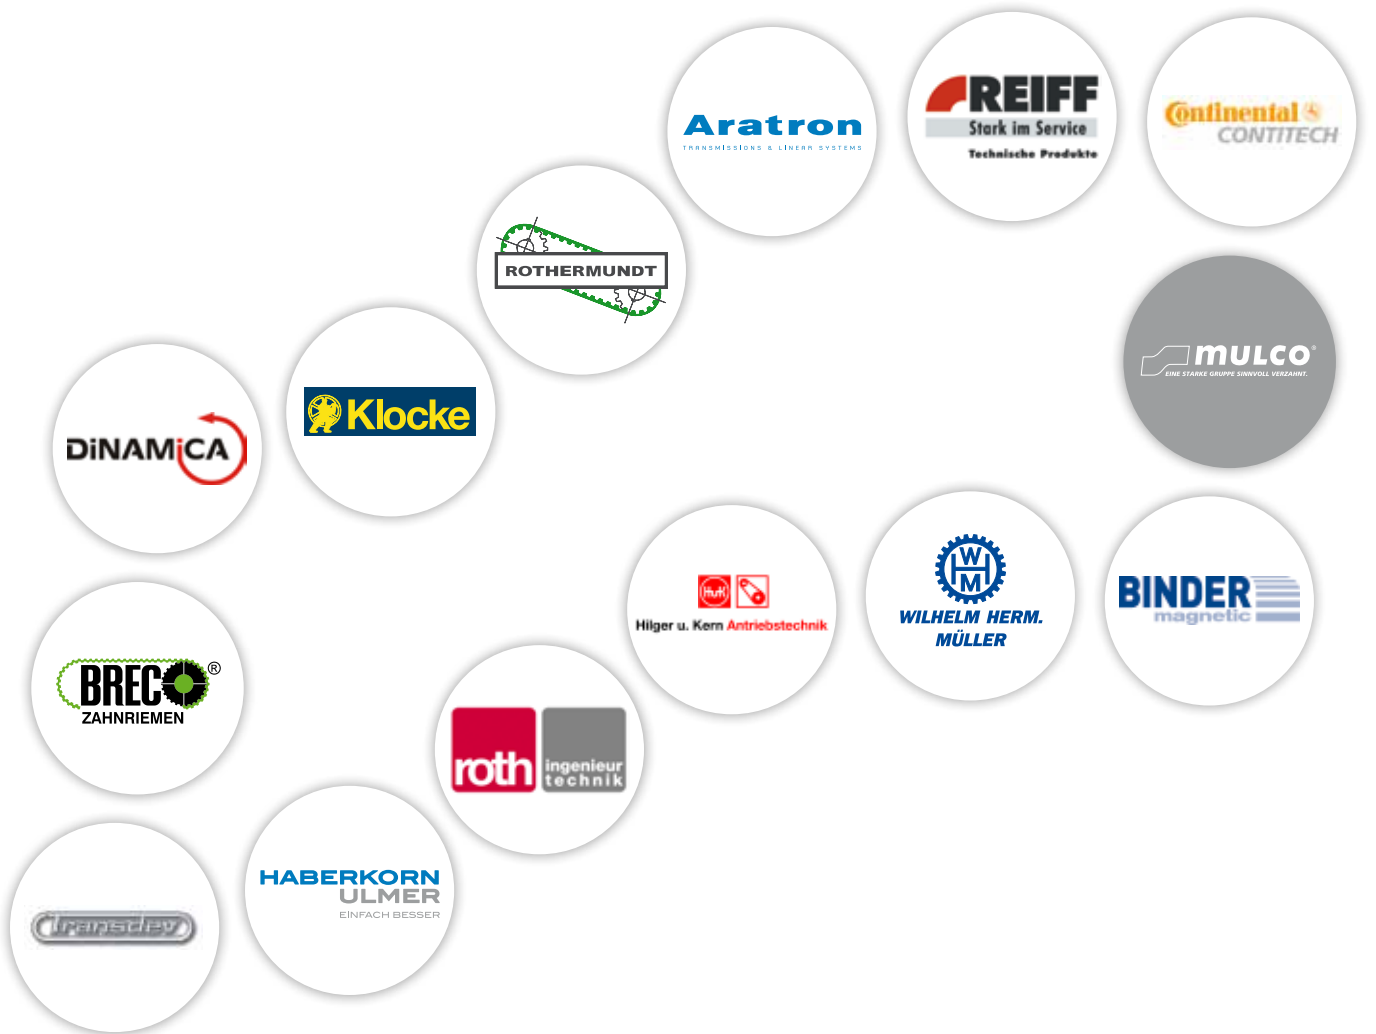 Aratron
TRANSMISSIONS & LINEAR SYSTEMS
REIFF
Stark im Service
Technische Produkte
Continental
CONTITECH
ROTHERMUNDT
MULCO®
EINE STARKE GRUPPE SINNVOLL VERZAHNT.
DiNAMiCA
Klocke
HuK
Hilger u. Kern Antriebstechnik
W
H
M
WILHELM HERM.
MÜLLER
BINDER
magnetic
BRECO®
ZAHNRIEMEN
roth
ingenieur
technik
HABERKORN
ULMER
EINFACH BESSER
transdev